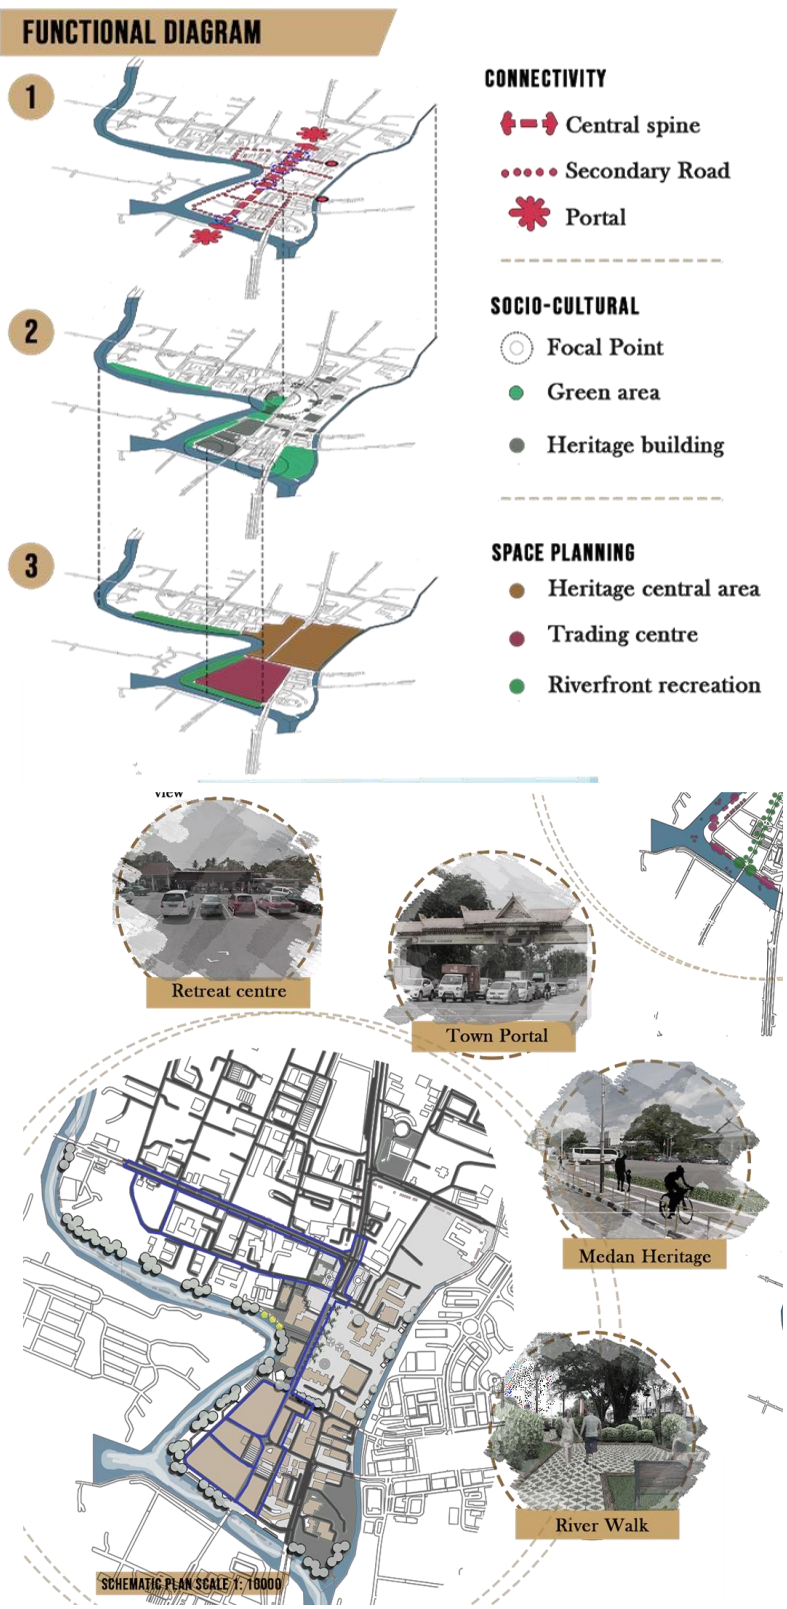 FUNCTIONAL DIAGRAM
1
CONNECTIVITY
Central spine
Secondary Road
Portal
2
SOCIO-CULTURAL
Focal Point
Green area
Heritage building
3
SPACE PLANNING
Heritage central area
Trading centre
Riverfront recreation
view
Retreat centre
Town Portal
Medan Heritage
River Walk
SCHEMATIC PLAN SCALE 1: 10000